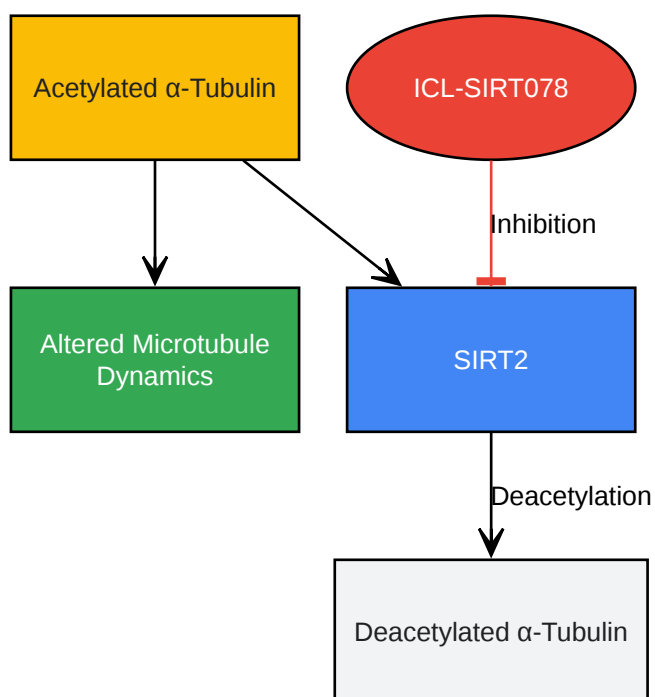 Acetylated α-Tubulin
ICL-SIRT078
Inhibition
Altered Microtubule
Dynamics
SIRT2
Deacetylation
Deacetylated α-Tubulin